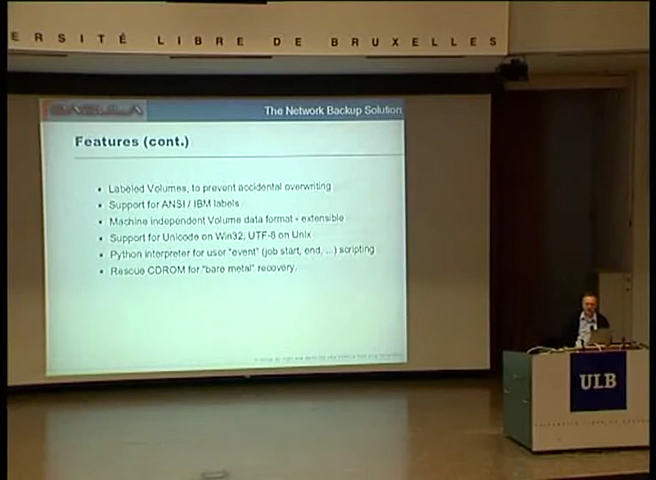 ERSITÉ LIBRE DE BRUXELLES
BACULA
The Network Backup Solution
Features (cont.)
• Labeled Volumes, to prevent accidental overwriting
• Support for ANSI / IBM labels
• Machine independent Volume data format - extensible
• Support for Unicode on Win32, UTF-8 on Unix
• Python interpreter for user "event" (job start, end, ...) scripting
• Rescue CDROM for "bare metal" recovery.
ULB